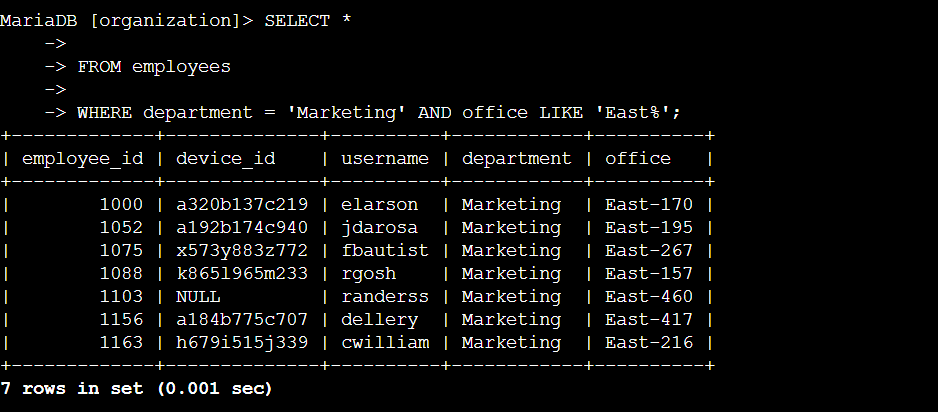 MariaDB [organization]> SELECT *
    ->
    -> FROM employees
    ->
    -> WHERE department = 'Marketing' AND office LIKE 'East%';
+-------------+--------------+----------+------------+----------+
| employee_id | device_id    | username | department | office   |
+-------------+--------------+----------+------------+----------+
|        1000 | a320b137c219 | elarson  | Marketing  | East-170 |
|        1052 | a192b174c940 | jdarosa  | Marketing  | East-195 |
|        1075 | x573y883z772 | fbautist | Marketing  | East-267 |
|        1088 | k865l965m233 | rgosh    | Marketing  | East-157 |
|        1103 | NULL         | randerss | Marketing  | East-460 |
|        1156 | a184b775c707 | dellery  | Marketing  | East-417 |
|        1163 | h679i515j339 | cwilliam | Marketing  | East-216 |
+-------------+--------------+----------+------------+----------+
7 rows in set (0.001 sec)